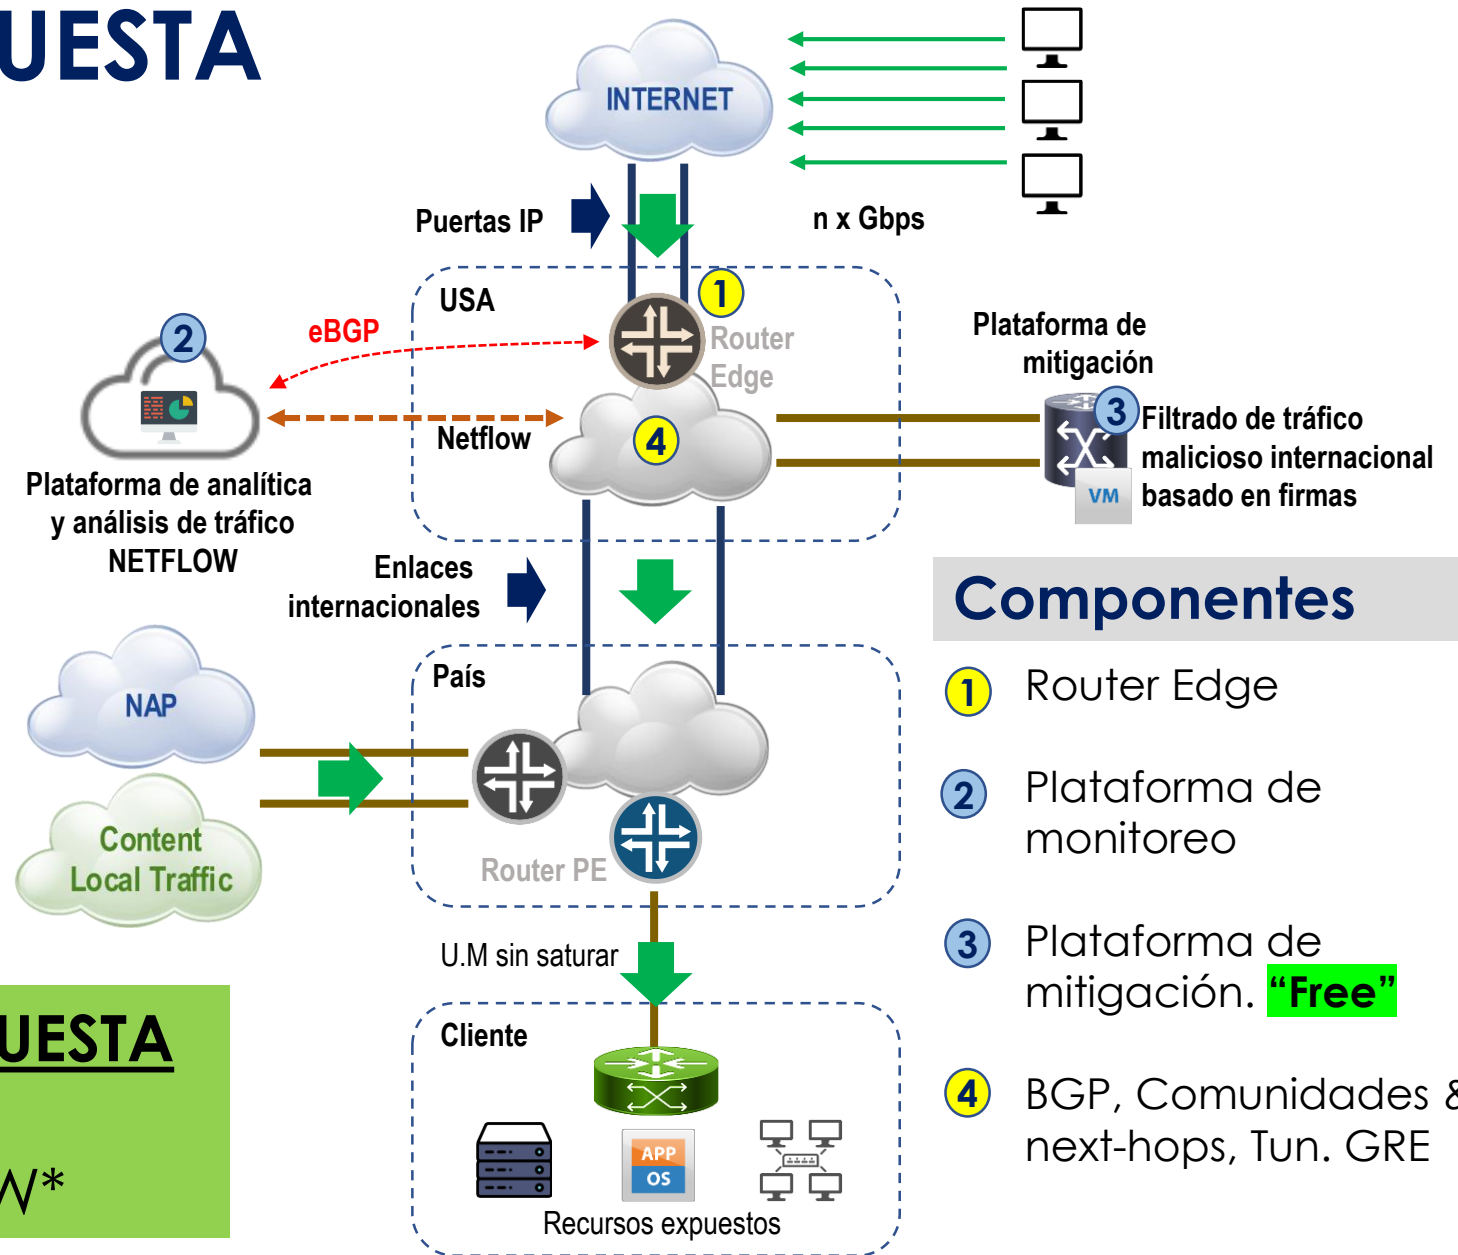 UESTA
INTERNET
Puertas IP
n x Gbps
USA
1
Router
Edge
eBGP
2
Netflow
4
Plataforma de analítica
y análisis de tráfico
NETFLOW
Plataforma de
mitigación
3
Filtrado de tráfico
malicioso internacional
basado en firmas
VM
Enlaces
internacionales
País
NAP
Content
Local Traffic
Router PE
U.M sin saturar
Cliente
APP
OS
Recursos expuestos
UESTA
W*
Componentes
1 Router Edge
2 Plataforma de
monitoreo
3 Plataforma de
mitigación. “Free”
4 BGP, Comunidades &
next-hops, Tun. GRE